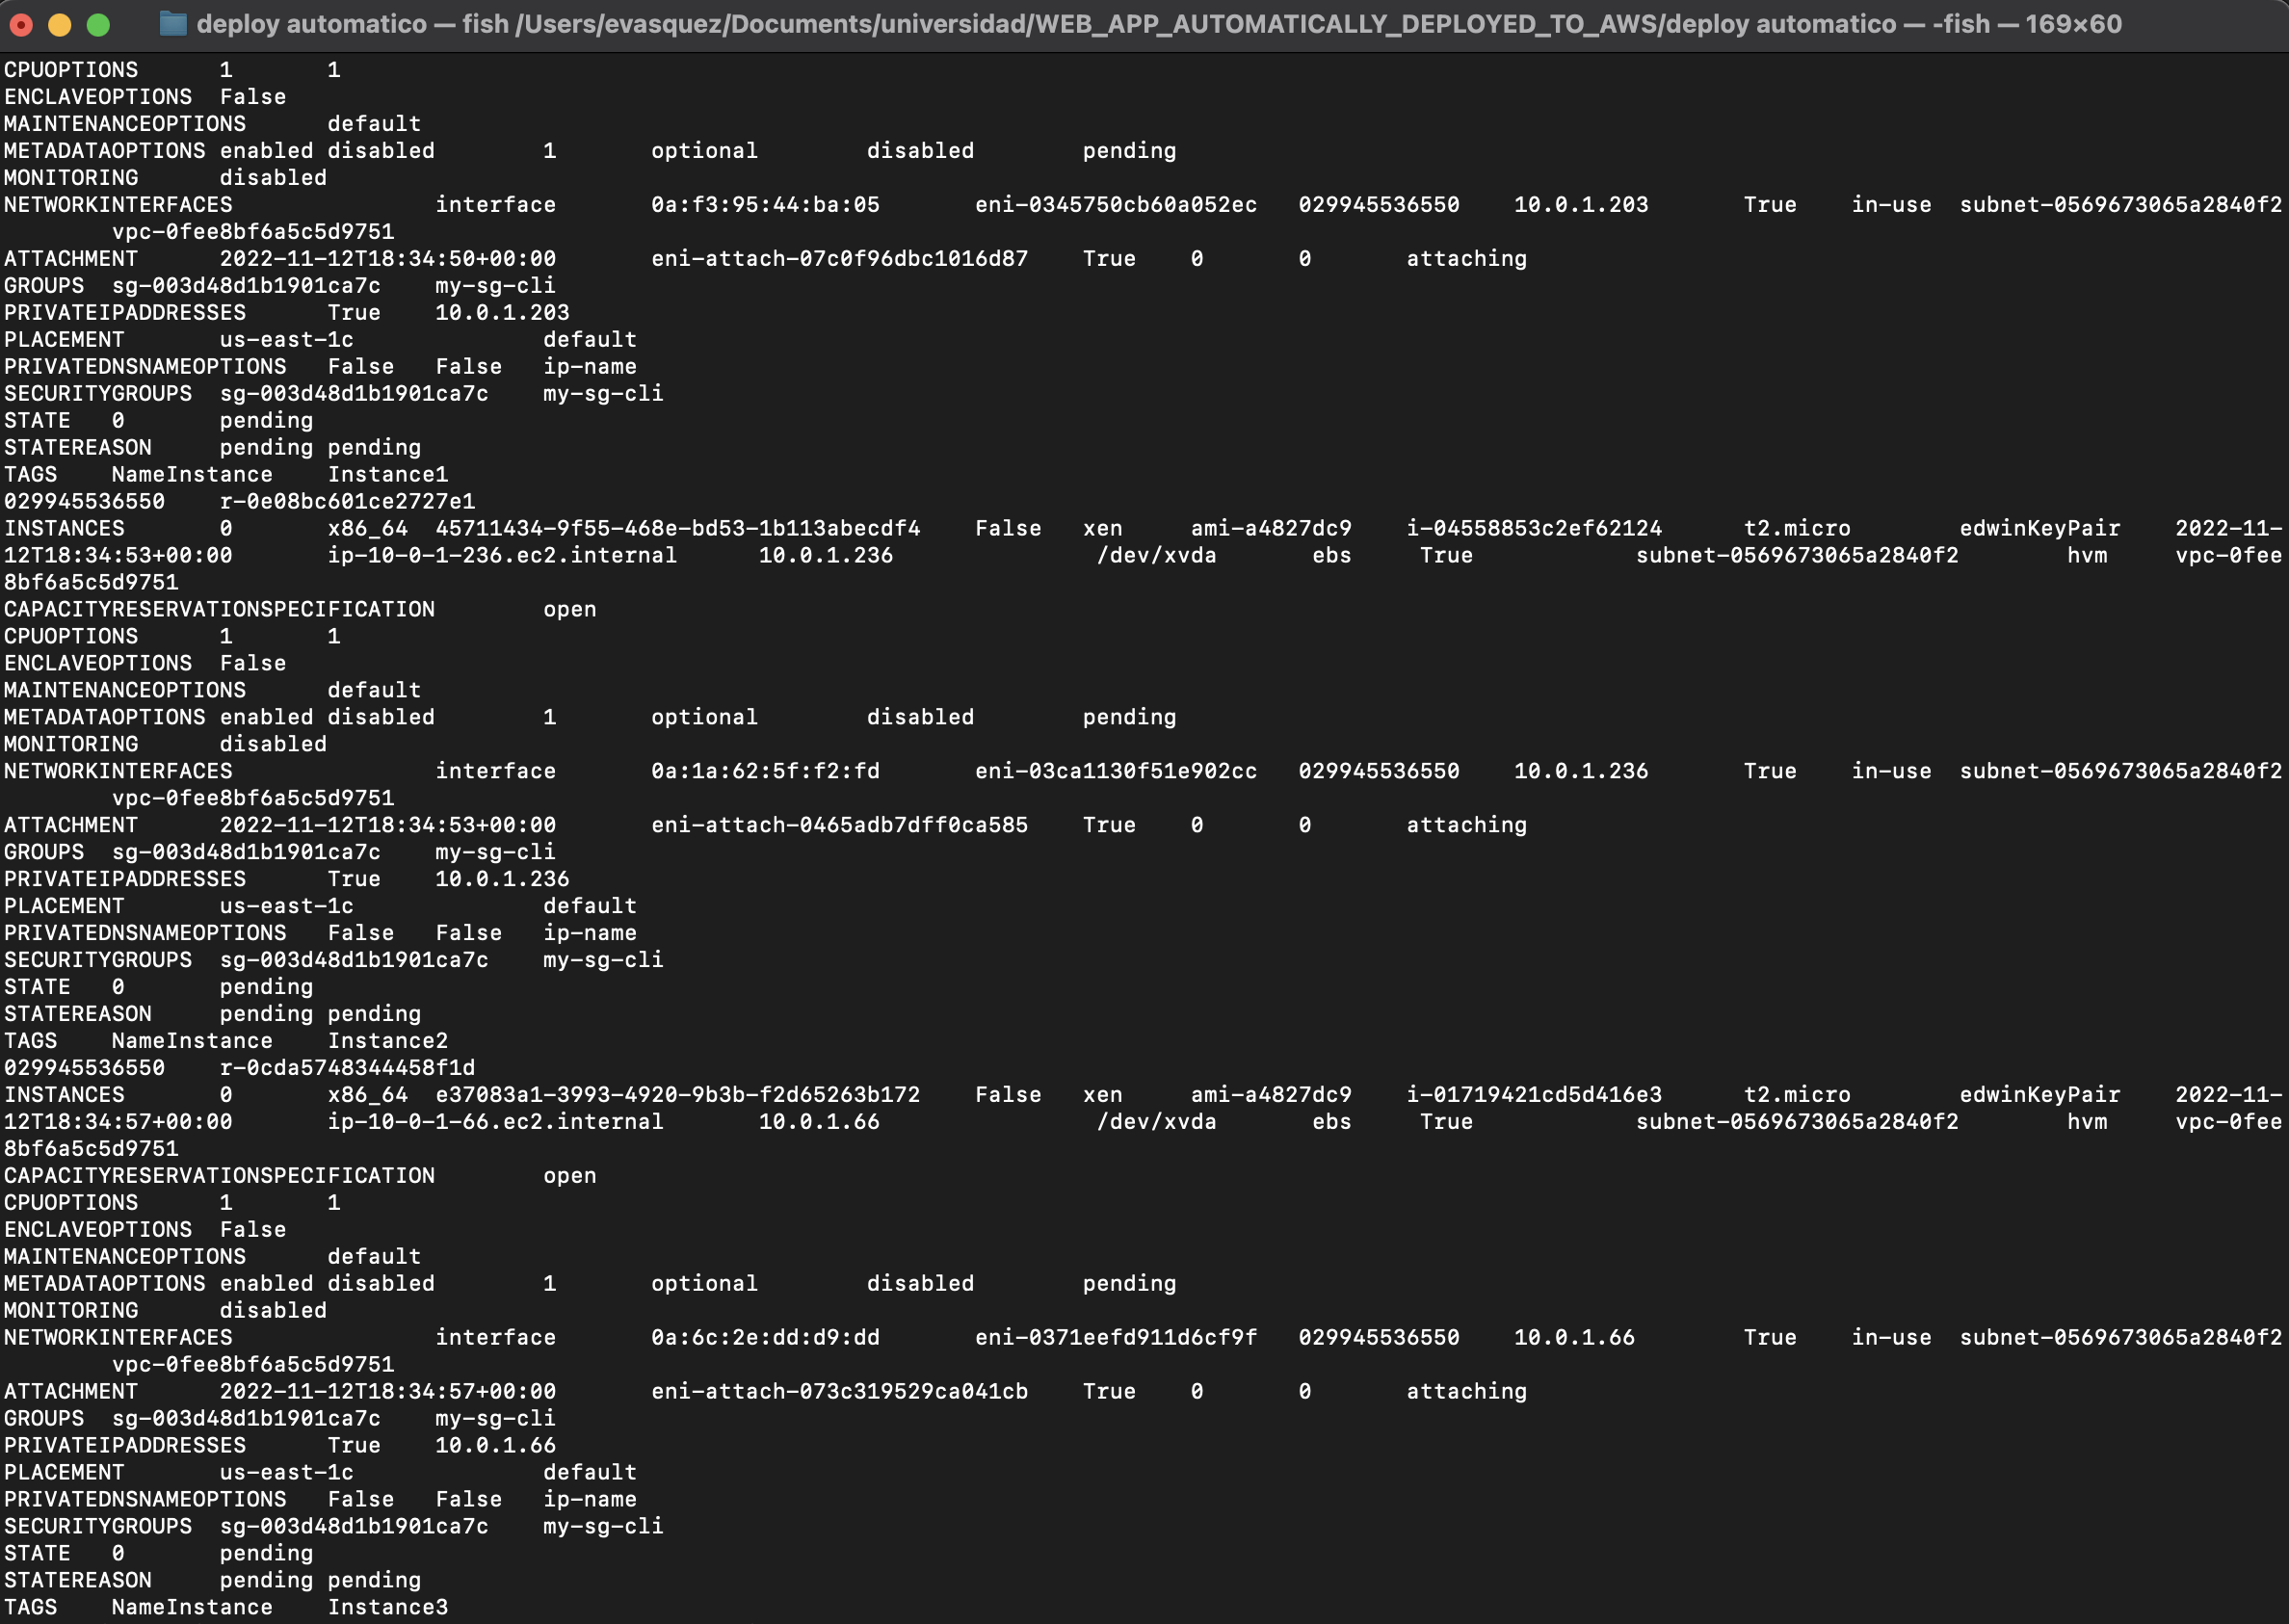 deploy automatico — fish /Users/evasquez/Documents/universidad/WEB_APP_AUTOMATICALLY_DEPLOYED_TO_AWS/deploy automatico — -fish — 169×60
CPUOPTIONS 1 1
ENCLAVEOPTIONS False
MAINTENANCEOPTIONS default
METADATAOPTIONS enabled disabled 1 optional disabled pending
MONITORING disabled
NETWORKINTERFACES interface 0a:f3:95:44:ba:05 eni-0345750cb60a052ec 029945536550 10.0.1.203 True in-use subnet-0569673065a2840f2
vpc-0fee8bf6a5c5d9751
ATTACHMENT 2022-11-12T18:34:50+00:00 eni-attach-07c0f96dbc1016d87 True 0 0 attaching
GROUPS sg-003d48d1b1901ca7c my-sg-cli
PRIVATEIPADDRESSES True 10.0.1.203
PLACEMENT us-east-1c default
PRIVATEDNSNAMEOPTIONS False False ip-name
SECURITYGROUPS sg-003d48d1b1901ca7c my-sg-cli
STATE 0 pending
STATEREASON pending pending
TAGS NameInstance Instance1
029945536550 r-0e08bc601ce2727e1
INSTANCES 0 x86_64 45711434-9f55-468e-bd53-1b113abecdf4 False xen ami-a4827dc9 i-04558853c2ef62124 t2.micro edwinKeyPair 2022-11-
12T18:34:53+00:00 ip-10-0-1-236.ec2.internal 10.0.1.236 /dev/xvda ebs True subnet-0569673065a2840f2 hvm vpc-0fee
8bf6a5c5d9751
CAPACITYRESERVATIONSPECIFICATION open
CPUOPTIONS 1 1
ENCLAVEOPTIONS False
MAINTENANCEOPTIONS default
METADATAOPTIONS enabled disabled 1 optional disabled pending
MONITORING disabled
NETWORKINTERFACES interface 0a:1a:62:5f:f2:fd eni-03ca1130f51e902cc 029945536550 10.0.1.236 True in-use subnet-0569673065a2840f2
vpc-0fee8bf6a5c5d9751
ATTACHMENT 2022-11-12T18:34:53+00:00 eni-attach-0465adb7dff0ca585 True 0 0 attaching
GROUPS sg-003d48d1b1901ca7c my-sg-cli
PRIVATEIPADDRESSES True 10.0.1.236
PLACEMENT us-east-1c default
PRIVATEDNSNAMEOPTIONS False False ip-name
SECURITYGROUPS sg-003d48d1b1901ca7c my-sg-cli
STATE 0 pending
STATEREASON pending pending
TAGS NameInstance Instance2
029945536550 r-0cda5748344458f1d
INSTANCES 0 x86_64 e37083a1-3993-4920-9b3b-f2d65263b172 False xen ami-a4827dc9 i-01719421cd5d416e3 t2.micro edwinKeyPair 2022-11-
12T18:34:57+00:00 ip-10-0-1-66.ec2.internal 10.0.1.66 /dev/xvda ebs True subnet-0569673065a2840f2 hvm vpc-0fee
8bf6a5c5d9751
CAPACITYRESERVATIONSPECIFICATION open
CPUOPTIONS 1 1
ENCLAVEOPTIONS False
MAINTENANCEOPTIONS default
METADATAOPTIONS enabled disabled 1 optional disabled pending
MONITORING disabled
NETWORKINTERFACES interface 0a:6c:2e:dd:d9:dd eni-0371eefd911d6cf9f 029945536550 10.0.1.66 True in-use subnet-0569673065a2840f2
vpc-0fee8bf6a5c5d9751
ATTACHMENT 2022-11-12T18:34:57+00:00 eni-attach-073c319529ca041cb True 0 0 attaching
GROUPS sg-003d48d1b1901ca7c my-sg-cli
PRIVATEIPADDRESSES True 10.0.1.66
PLACEMENT us-east-1c default
PRIVATEDNSNAMEOPTIONS False False ip-name
SECURITYGROUPS sg-003d48d1b1901ca7c my-sg-cli
STATE 0 pending
STATEREASON pending pending
TAGS NameInstance Instance3